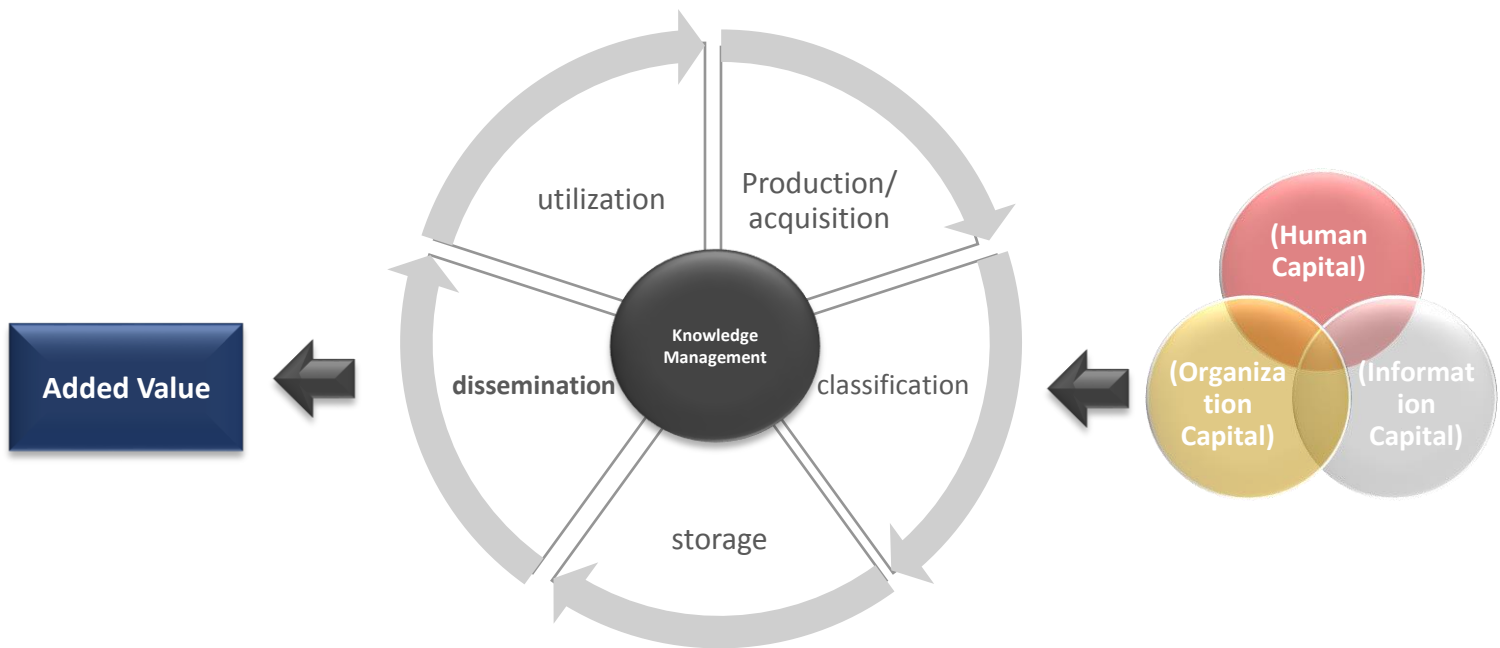 utilization
Production/
acquisition
(Human
Capital)
Knowledge
Management
Added Value
dissemination
classification
(Organiza
tion
Capital)
(Informat
ion
Capital)
storage